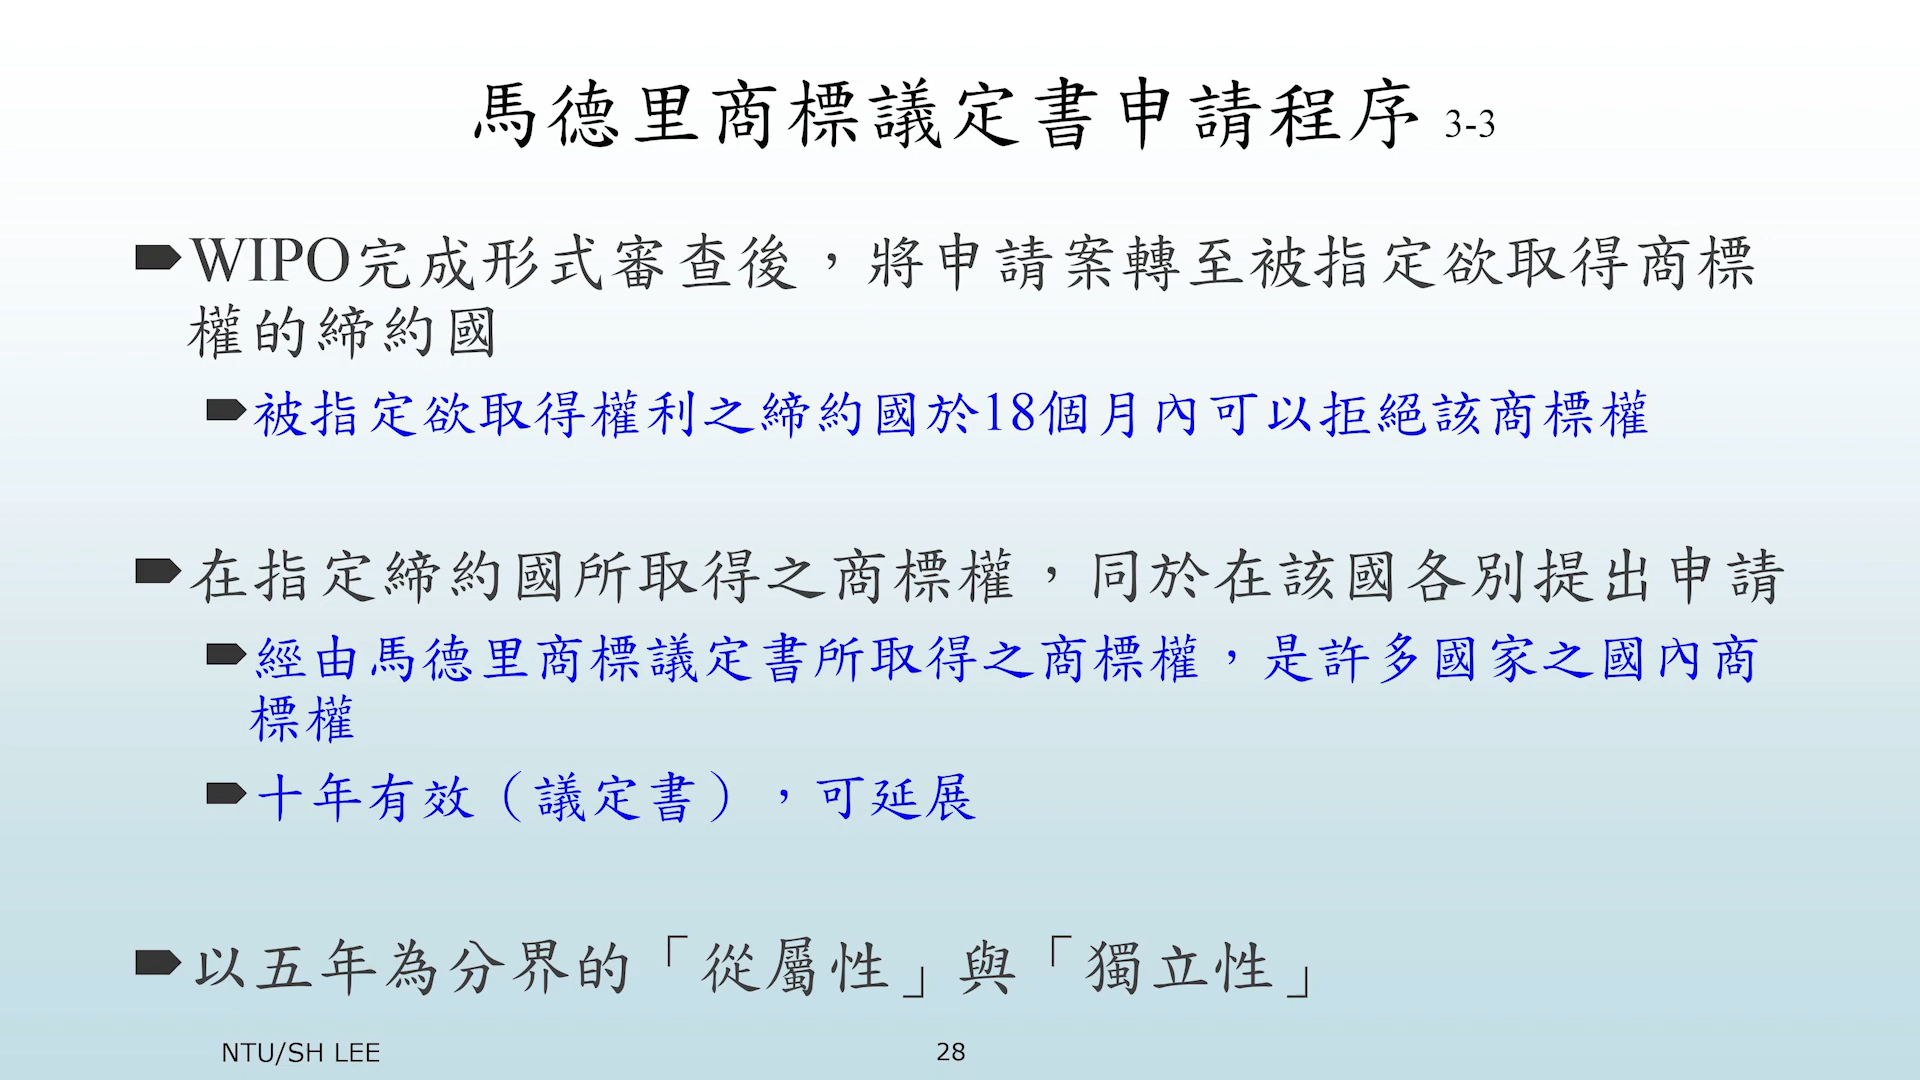 馬德里商標議定書申請程序 3-3
WIPO完成形式審查後，將申請案轉至被指定欲取得商標
權的締約國
被指定欲取得權利之締約國於18個月內可以拒絕該商標權
在指定締約國所取得之商標權，同於在該國各別提出申請
經由馬德里商標議定書所取得之商標權，是許多國家之國內商
標權
十年有效（議定書），可延展
以五年為分界的「從屬性」與「獨立性」
NTU/SH LEE
28